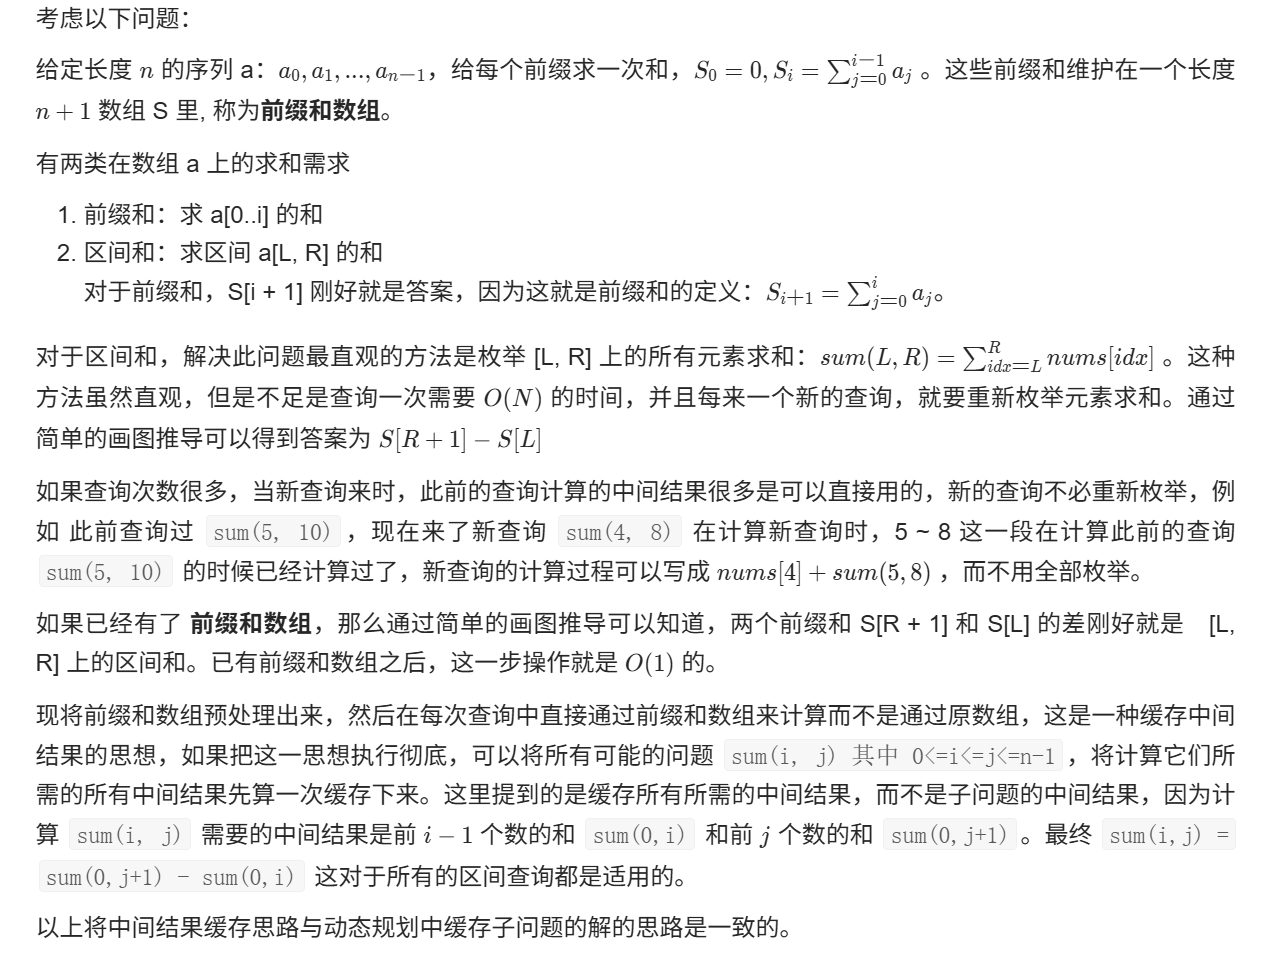 考虑以下问题：
给定长度 n 的序列 a：a₀, a₁, ..., aₙ₋₁，给每个前缀求一次和，S₀ = 0, Sᵢ = ∑_{j=0}^{i−1} aⱼ 。这些前缀和维护在一个长度
n + 1 数组 S 里, 称为前缀和数组。
有两类在数组 a 上的求和需求
1. 前缀和：求 a[0..i] 的和
2. 区间和：求区间 a[L, R] 的和
对于前缀和，S[i + 1] 刚好就是答案，因为这就是前缀和的定义：Sᵢ₊₁ = ∑_{j=0}^{i} aⱼ。
对于区间和，解决此问题最直观的方法是枚举 [L, R] 上的所有元素求和：sum(L, R) = ∑_{idx=L}^{R} nums[idx] 。这种
方法虽然直观，但是不足是查询一次需要 O(N) 的时间，并且每来一个新的查询，就要重新枚举元素求和。通过
简单的画图推导可以得到答案为 S[R + 1] − S[L]
如果查询次数很多，当新查询来时，此前的查询计算的中间结果很多是可以直接用的，新的查询不必重新枚举，例
如 此前查询过 sum(5, 10)，现在来了新查询 sum(4, 8) 在计算新查询时，5 ~ 8 这一段在计算此前的查询
sum(5, 10) 的时候已经计算过了，新查询的计算过程可以写成 nums[4] + sum(5, 8) ，而不用全部枚举。
如果已经有了 前缀和数组，那么通过简单的画图推导可以知道，两个前缀和 S[R + 1] 和 S[L] 的差刚好就是 [L,
R] 上的区间和。已有前缀和数组之后，这一步操作就是 O(1) 的。
现将前缀和数组预处理出来，然后在每次查询中直接通过前缀和数组来计算而不是通过原数组，这是一种缓存中间
结果的思想，如果把这一思想执行彻底，可以将所有可能的问题 sum(i, j) 其中 0<=i<=j<=n-1，将计算它们所
需的所有中间结果先算一次缓存下来。这里提到的是缓存所有所需的中间结果，而不是子问题的中间结果，因为计
算 sum(i, j) 需要的中间结果是前 i − 1 个数的和 sum(0,i) 和前 j 个数的和 sum(0,j+1)。最终 sum(i,j) =
sum(0,j+1) - sum(0,i) 这对于所有的区间查询都是适用的。
以上将中间结果缓存思路与动态规划中缓存子问题的解的思路是一致的。